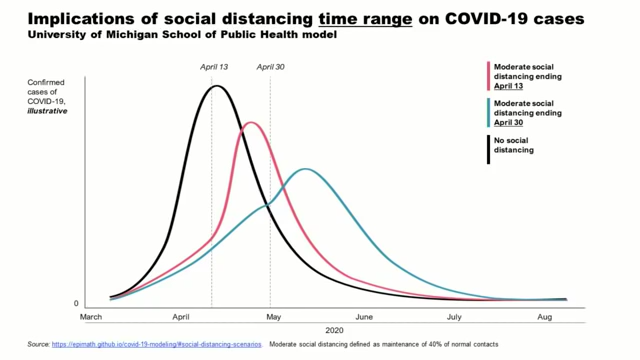 Implications of social distancing time range on COVID-19 cases
University of Michigan School of Public Health model
April 13
April 30
Confirmed
cases of
COVID-19,
illustrative
Moderate social
distancing ending
April 13
Moderate social
distancing ending
April 30
No social
distancing
0
March
April
May
June
July
Aug
2020
Source: https://epimath.github.io/covid-19-modeling/#social-distancing-scenarios. Moderate social distancing defined as maintenance of 40% of normal contacts